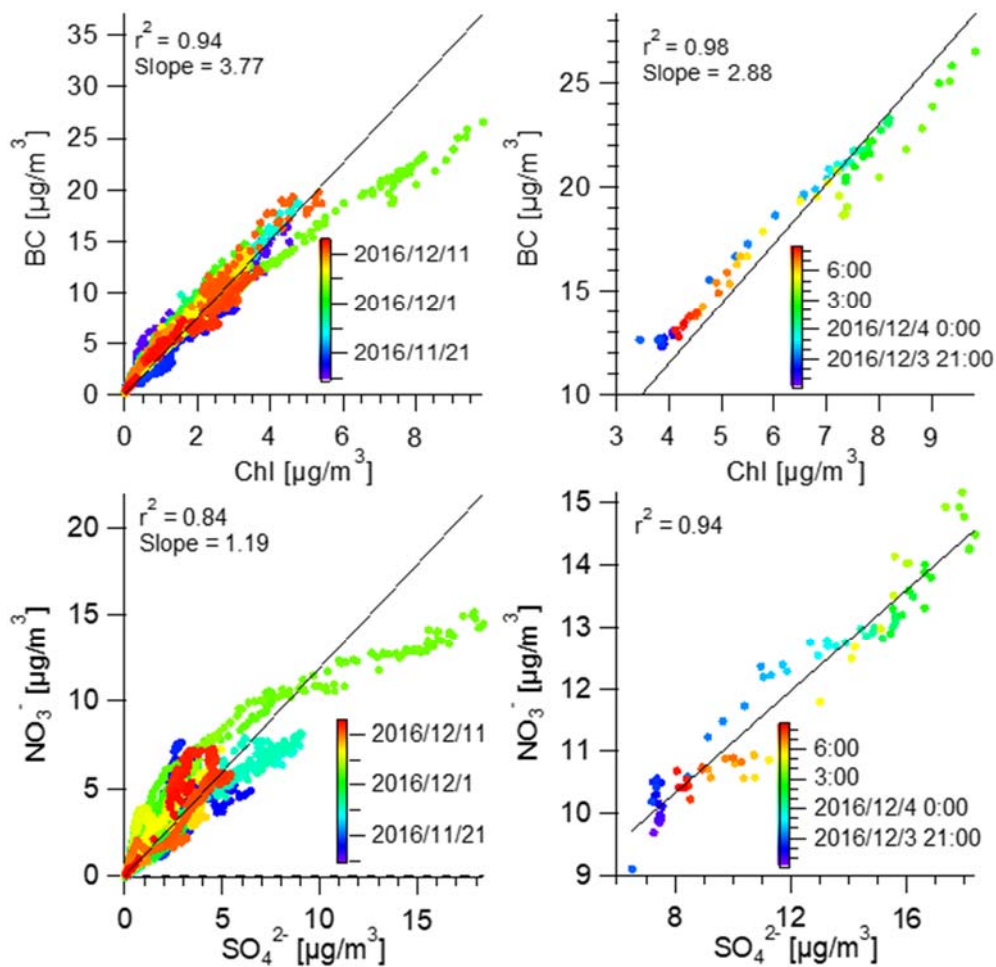 r² = 0.94
Slope = 3.77
BC [µg/m³]
35
30
25
20
15
10
5
0
2016/12/11
2016/12/1
2016/11/21
0 2 4 6 8
Chl [µg/m³]
r² = 0.98
Slope = 2.88
BC [µg/m³]
25
20
15
10
6:00
3:00
2016/12/4 0:00
2016/12/3 21:00
3 4 5 6 7 8 9
Chl [µg/m³]
r² = 0.84
Slope = 1.19
NO₃⁻ [µg/m³]
20
15
10
5
0
2016/12/11
2016/12/1
2016/11/21
0 5 10 15
SO₄²⁻ [µg/m³]
r² = 0.94
NO₃⁻ [µg/m³]
15
14
13
12
11
10
9
6:00
3:00
2016/12/4 0:00
2016/12/3 21:00
8 12 16
SO₄²⁻ [µg/m³]